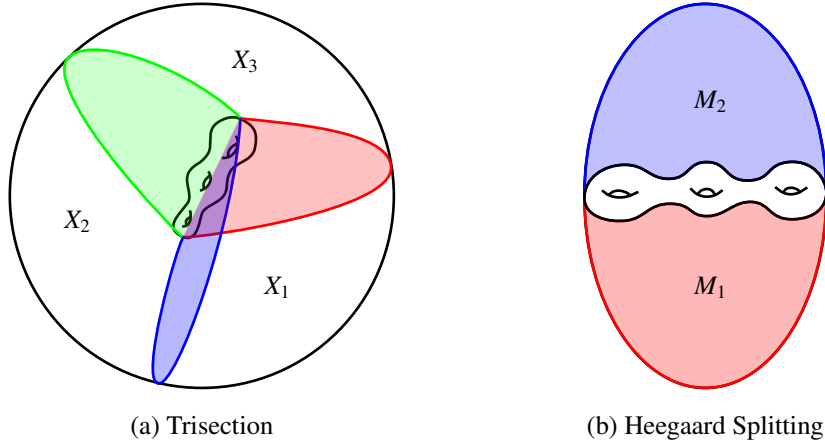 X₃
X₂
X₁
(a) Trisection
M₂
M₁
(b) Heegaard Splitting